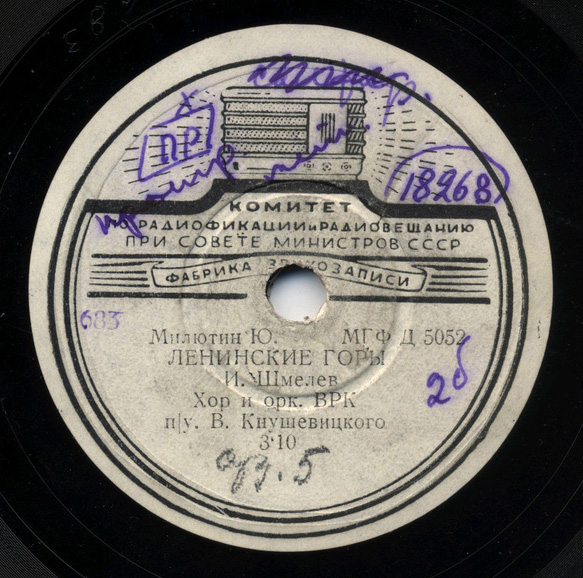 ПР
18268
КОМИТЕТ
ПО РАДИОФИКАЦИИ и РАДИОВЕЩАНИЮ
ПРИ СОВЕТЕ МИНИСТРОВ СССР
ФАБРИКА ЗВУКОЗАПИСИ
683
Милютин Ю. МГФ Д 5052
ЛЕНИНСКИЕ ГОРЫ
И. Шмелев
2б
Хор и орк. ВРК
п/у. В. Кнушевицкого
3·10